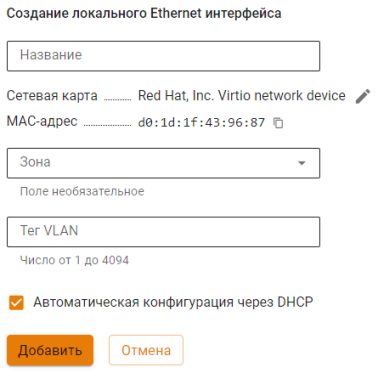 Создание локального Ethernet интерфейса
Название
Сетевая карта ........... Red Hat, Inc. Virtio network device
MAC-адрес ................... d0:1d:1f:43:96:87
Зона
Поле необязательное
Тег VLAN
Число от 1 до 4094
Автоматическая конфигурация через DHCP
Добавить Отмена